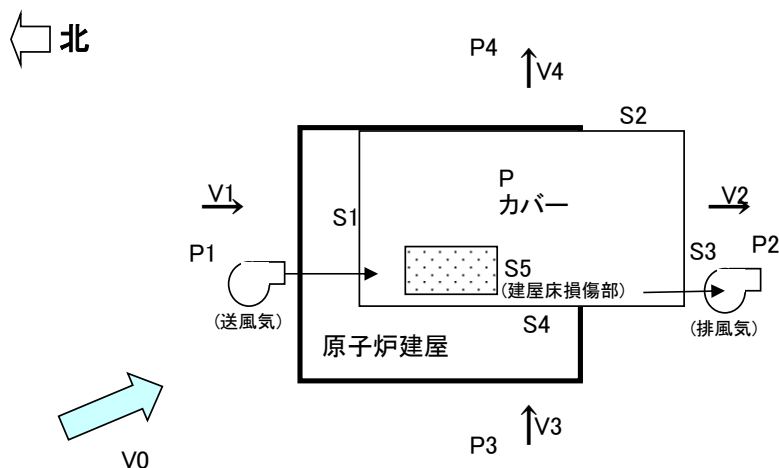 北
P4
V4
S2
V1
P
カバー
V2
S1
P1
S3
P2
S5
(建屋床損傷部)
(送風気)
S4
(排風気)
原子炉建屋
P3
V3
V0